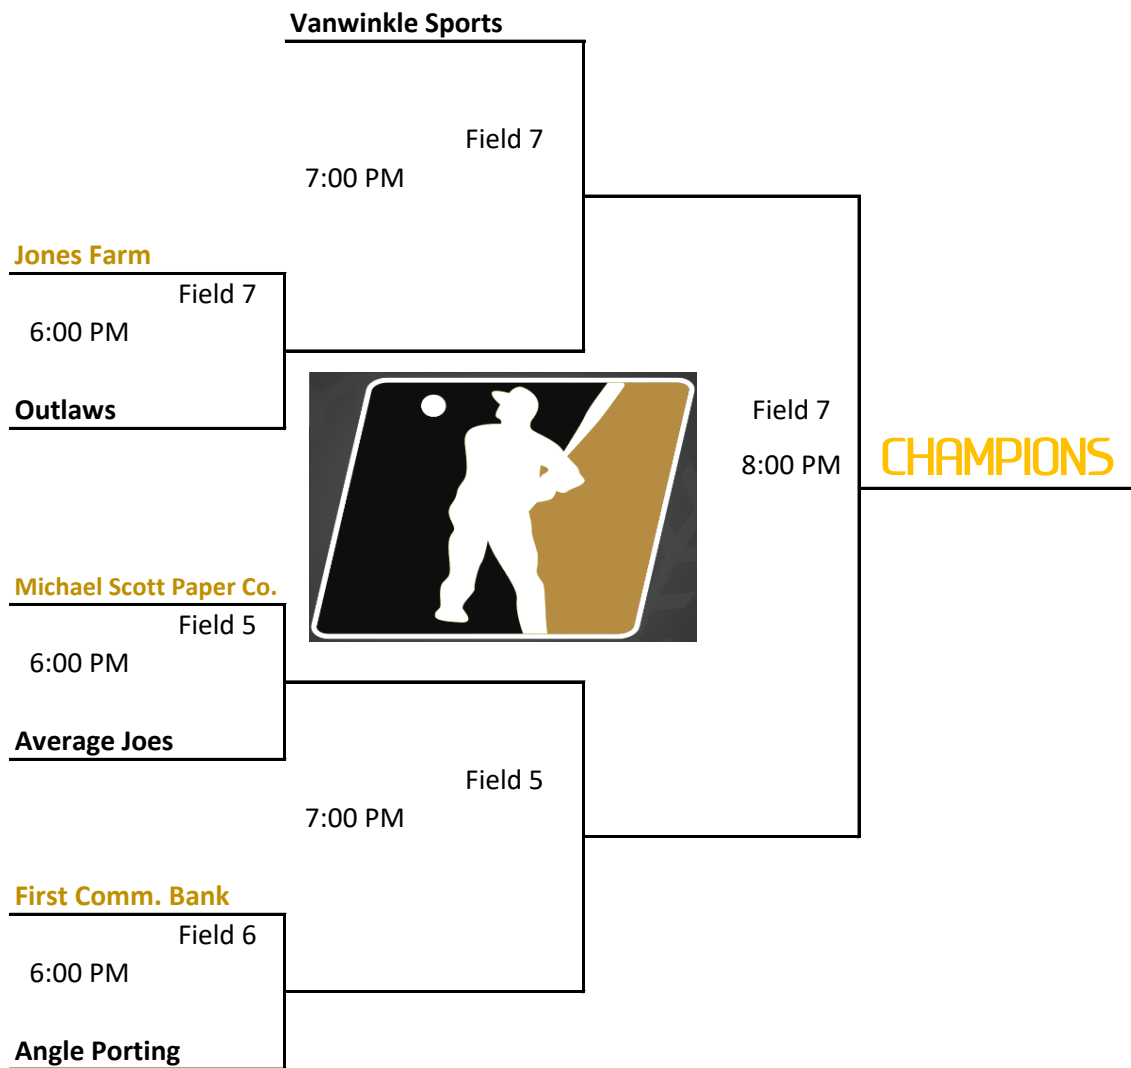 Vanwinkle Sports
Field 7
7:00 PM
Jones Farm
Field 7
6:00 PM
Outlaws
Field 7
8:00 PM
CHAMPIONS
Michael Scott Paper Co.
Field 5
6:00 PM
Average Joes
Field 5
7:00 PM
First Comm. Bank
Field 6
6:00 PM
Angle Porting